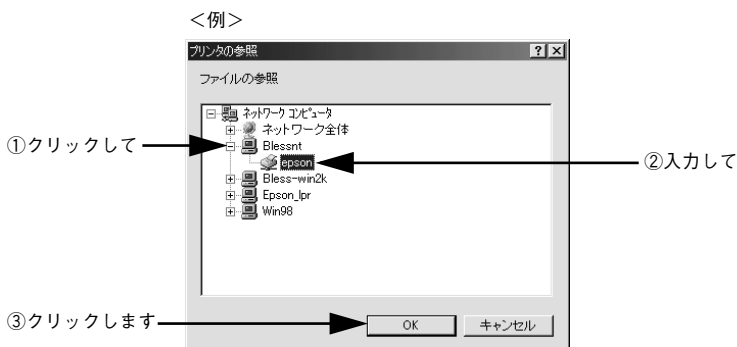 ＜例＞
プリンタの参照
ファイルの参照
ネットワーク コンピュータ
ネットワーク全体
①クリックして
Blessnt
epson
②入力して
Bless-win2k
Epson_lpr
Win98
③クリックします
OK
キャンセル